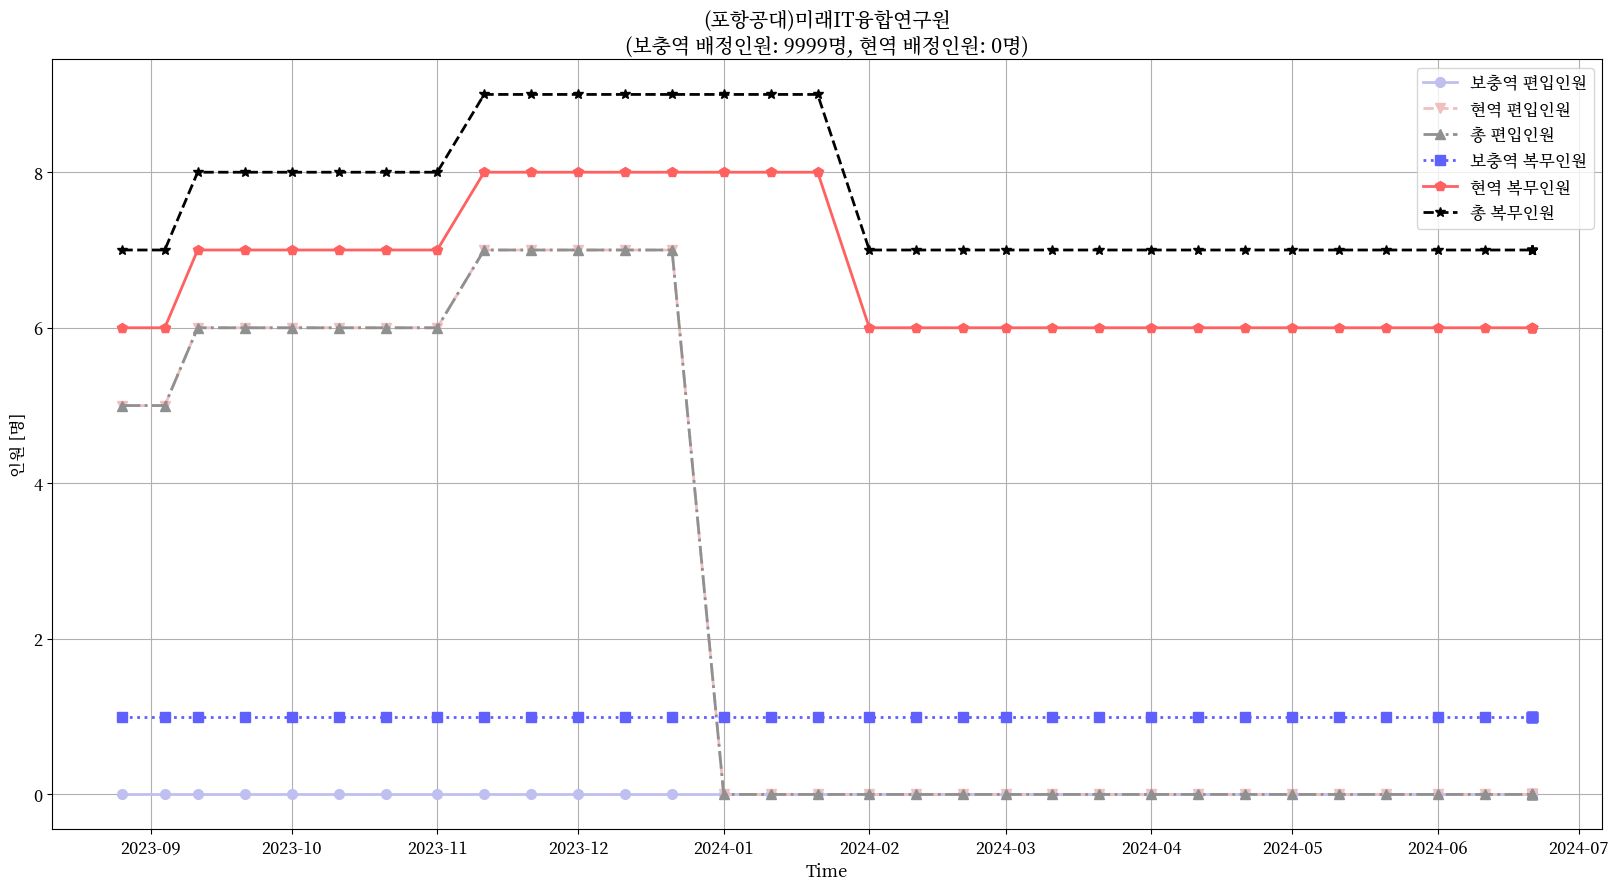 (포항공대)미래IT융합연구원
(보충역 배정인원: 9999명, 현역 배정인원: 0명)
보충역 편입인원
현역 편입인원
총 편입인원
보충역 복무인원
현역 복무인원
총 복무인원
인원 [명]
8
6
4
2
0
2023-09 2023-10 2023-11 2023-12 2024-01 2024-02 2024-03 2024-04 2024-05 2024-06 2024-07
Time